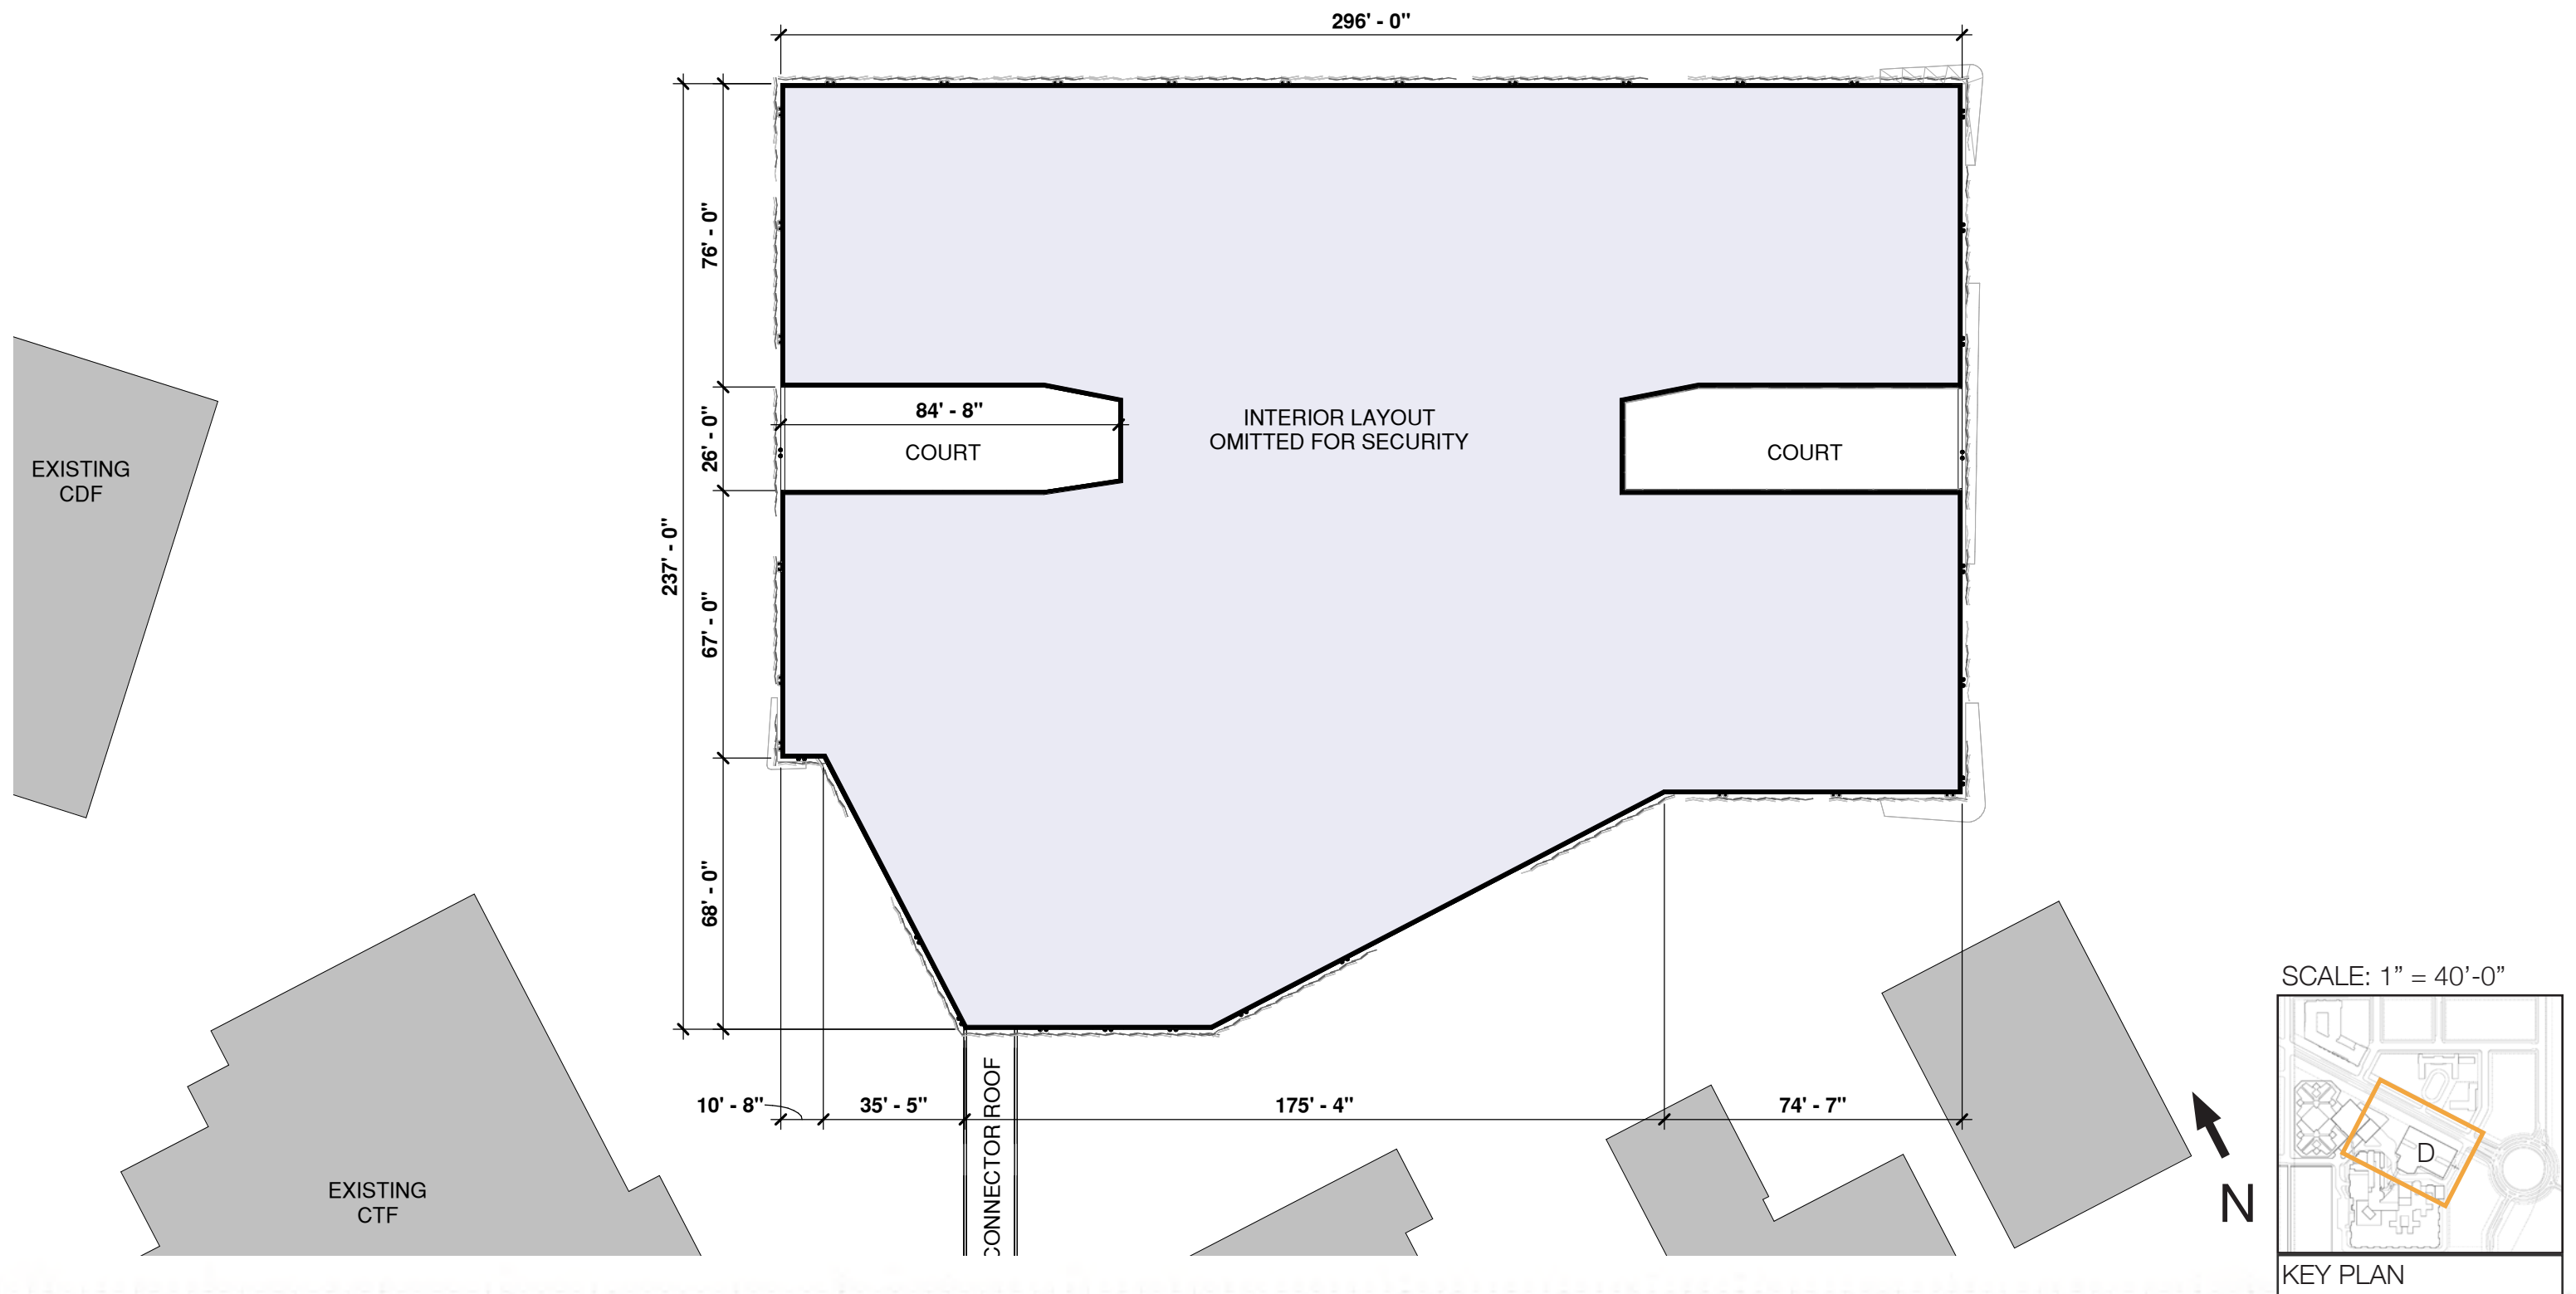 296' - 0"
76' - 0"
84' - 8"
26' - 0"
COURT
INTERIOR LAYOUT
OMITTED FOR SECURITY
COURT
EXISTING
CDF
237' - 0"
67' - 0"
68' - 0"
10' - 8"
35' - 5"
175' - 4"
74' - 7"
CONNECTOR ROOF
EXISTING
CTF
N
SCALE: 1” = 40’-0”
D
KEY PLAN